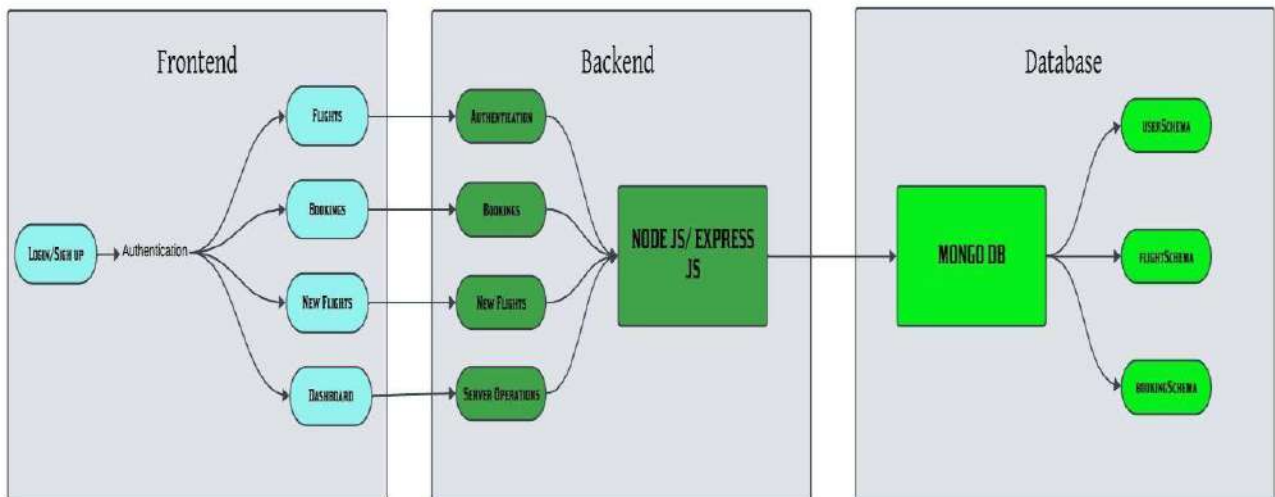 Frontend
Backend
Database
Login/Sign up
Authentication
Flights
Bookings
New Flights
Dashboard
Authentication
Bookings
New Flights
Server Operations
NODE JS/ EXPRESS
JS
MONGO DB
userSchema
flightSchema
bookingSchema